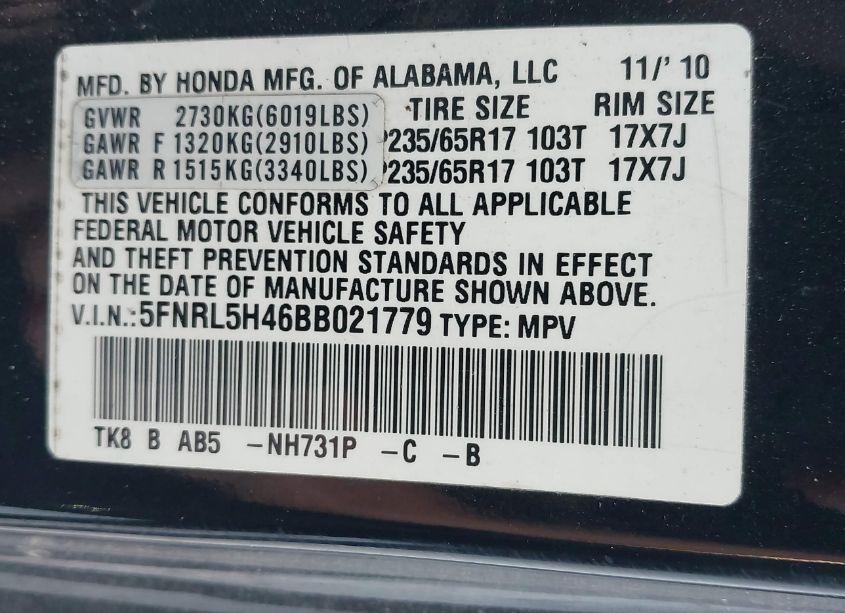 MFD. BY HONDA MFG. OF ALABAMA, LLC 11/'10
GVWR 2730KG(6019LBS) TIRE SIZE RIM SIZE
GAWR F 1320KG(2910LBS) P235/65R17 103T 17X7J
GAWR R 1515KG(3340LBS) P235/65R17 103T 17X7J
THIS VEHICLE CONFORMS TO ALL APPLICABLE
FEDERAL MOTOR VEHICLE SAFETY
AND THEFT PREVENTION STANDARDS IN EFFECT
ON THE DATE OF MANUFACTURE SHOWN ABOVE.
V.I.N.:5FNRL5H46BB021779 TYPE: MPV
TK8 B AB5 -NH731P -C -B